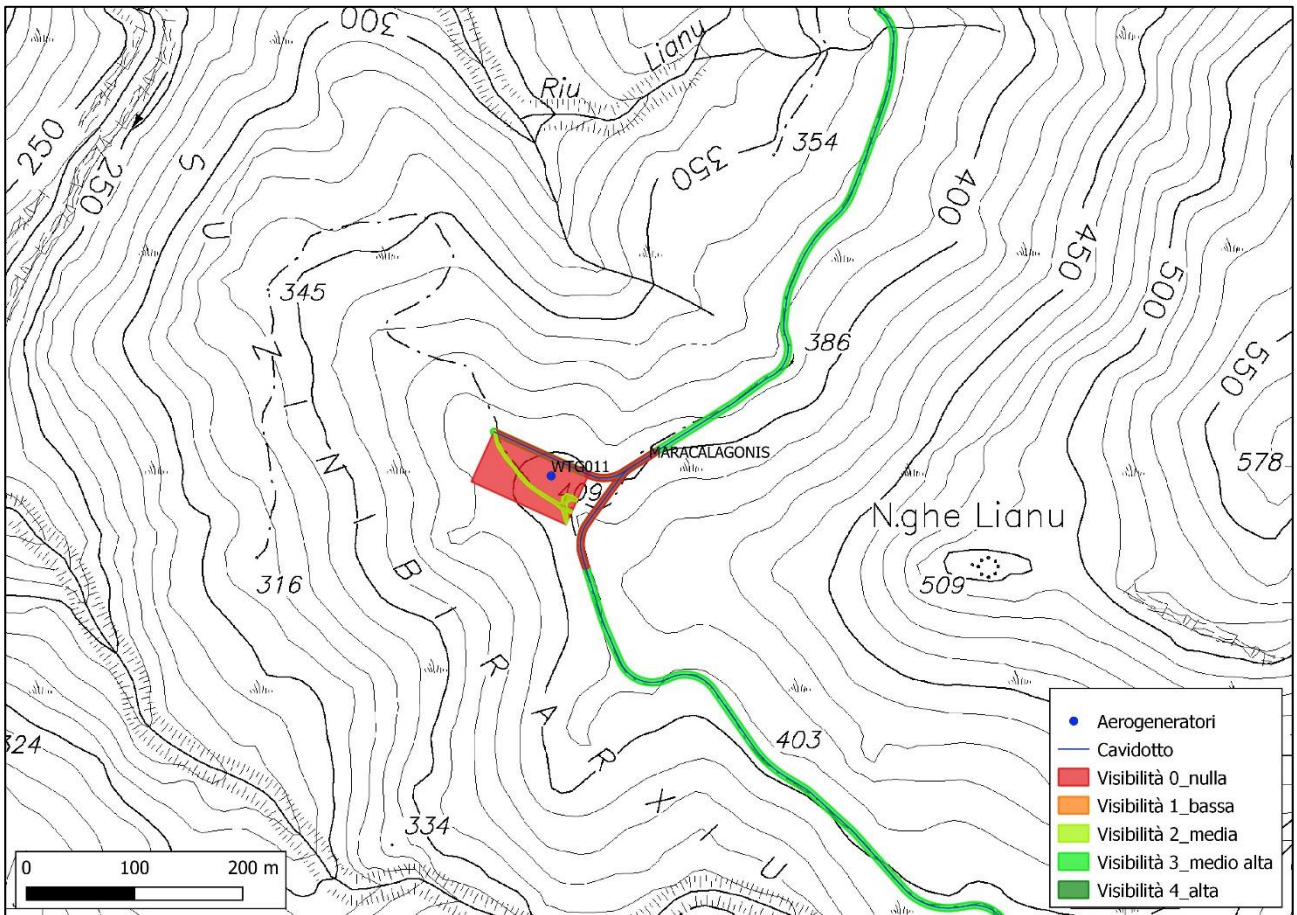 300
Riu
Lianu
250
250
S
U
354
350
400
450
500
550
345
386
Z
I
N
I
B
I
R
A
R
X
I
U
MARACALAGONIS
WTG011
409
578
N.ghe Lianu
509
316
403
324
334
0 100 200 m
Aerogeneratori
Cavidotto
Visibilità 0_nulla
Visibilità 1_bassa
Visibilità 2_media
Visibilità 3_medio alta
Visibilità 4_alta